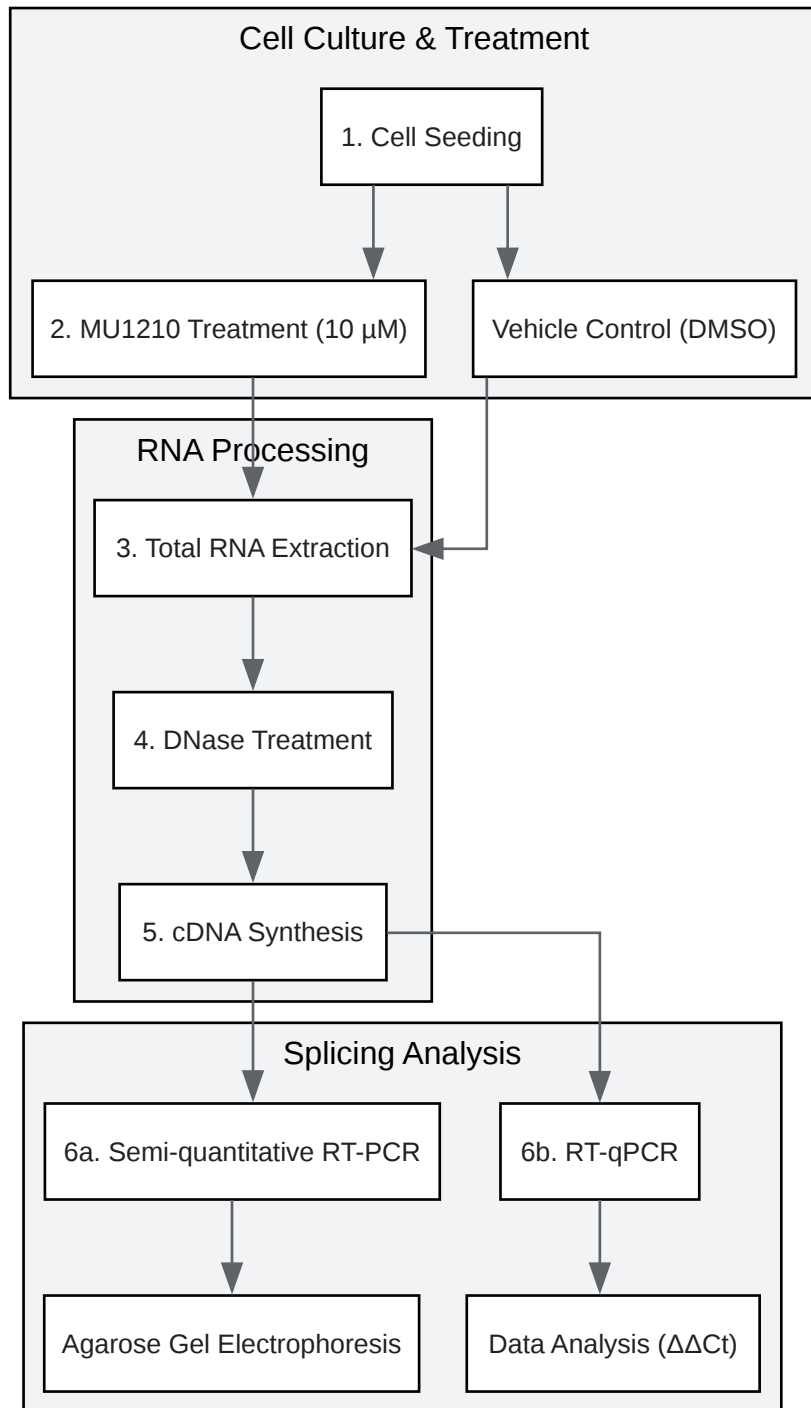 Cell Culture & Treatment
1. Cell Seeding
2. MU1210 Treatment (10 µM)
Vehicle Control (DMSO)
RNA Processing
3. Total RNA Extraction
4. DNase Treatment
5. cDNA Synthesis
Splicing Analysis
6a. Semi-quantitative RT-PCR
6b. RT-qPCR
Agarose Gel Electrophoresis
Data Analysis (ΔΔCt)